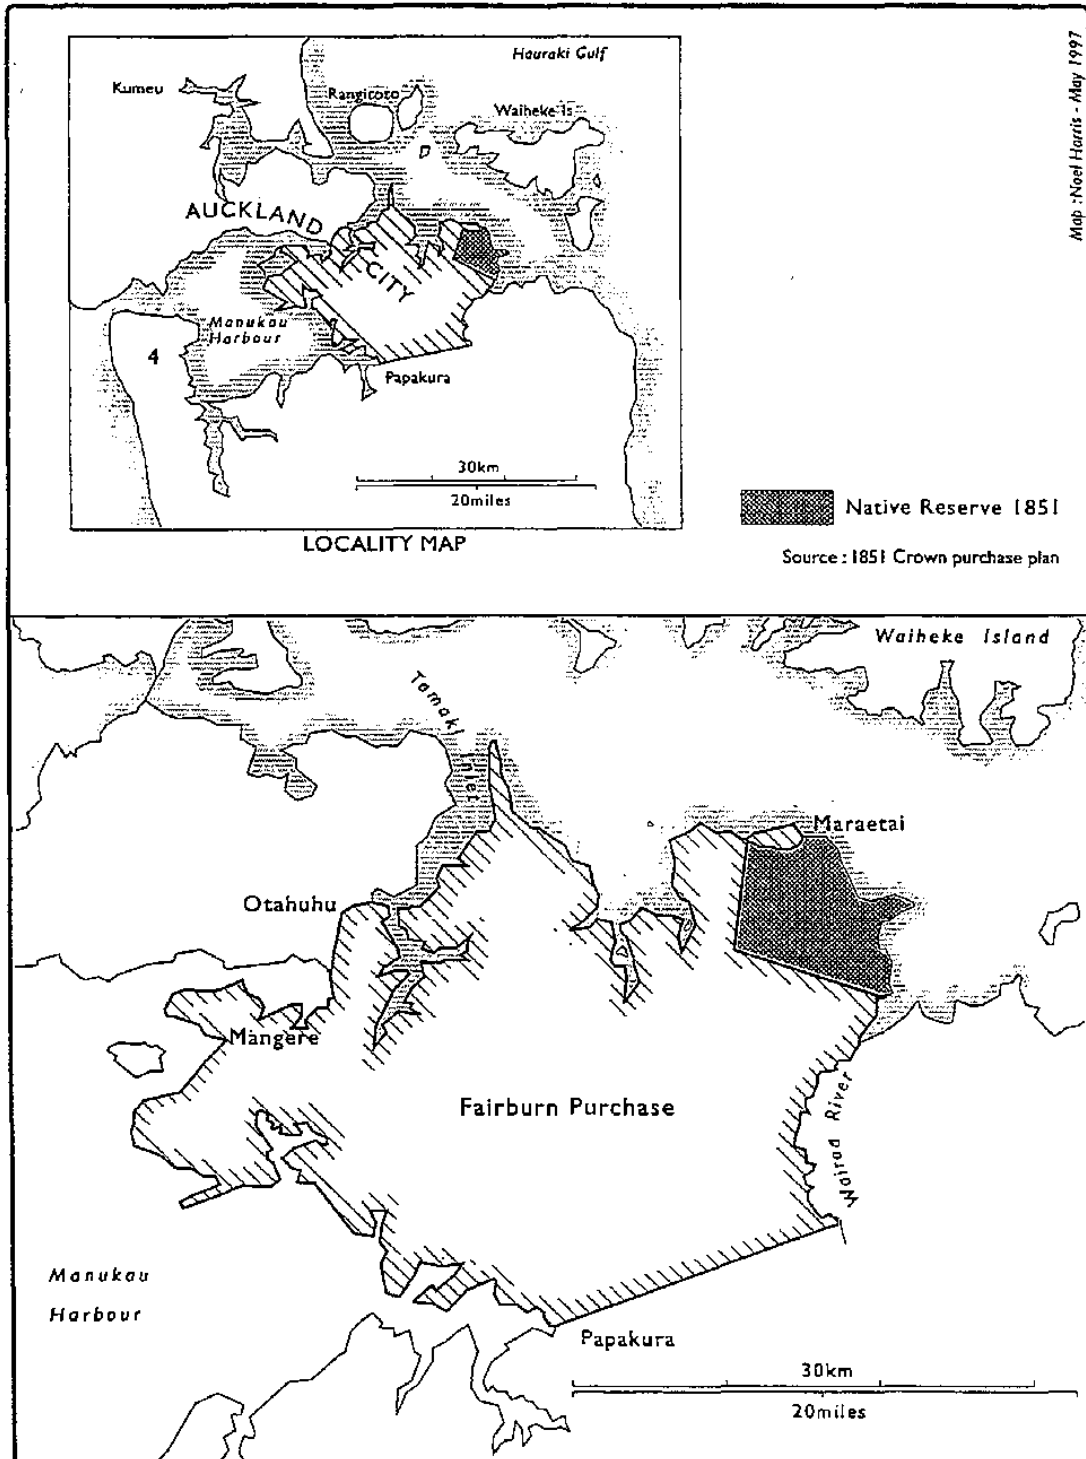 Hauraki Gulf
Kumeu
Rangitoto
Waiheke Is
AUCKLAND
CITY
Manukau
Harbour
4
Papakura
30km
20miles
LOCALITY MAP
Map : Noel Harris - May 1997
Native Reserve 1851
Source : 1851 Crown purchase plan
Waiheke Island
Tamaki Inlet
Maraetai
Otahuhu
Mangere
Fairburn Purchase
Wairoa River
Manukau
Harbour
Papakura
30km
20miles